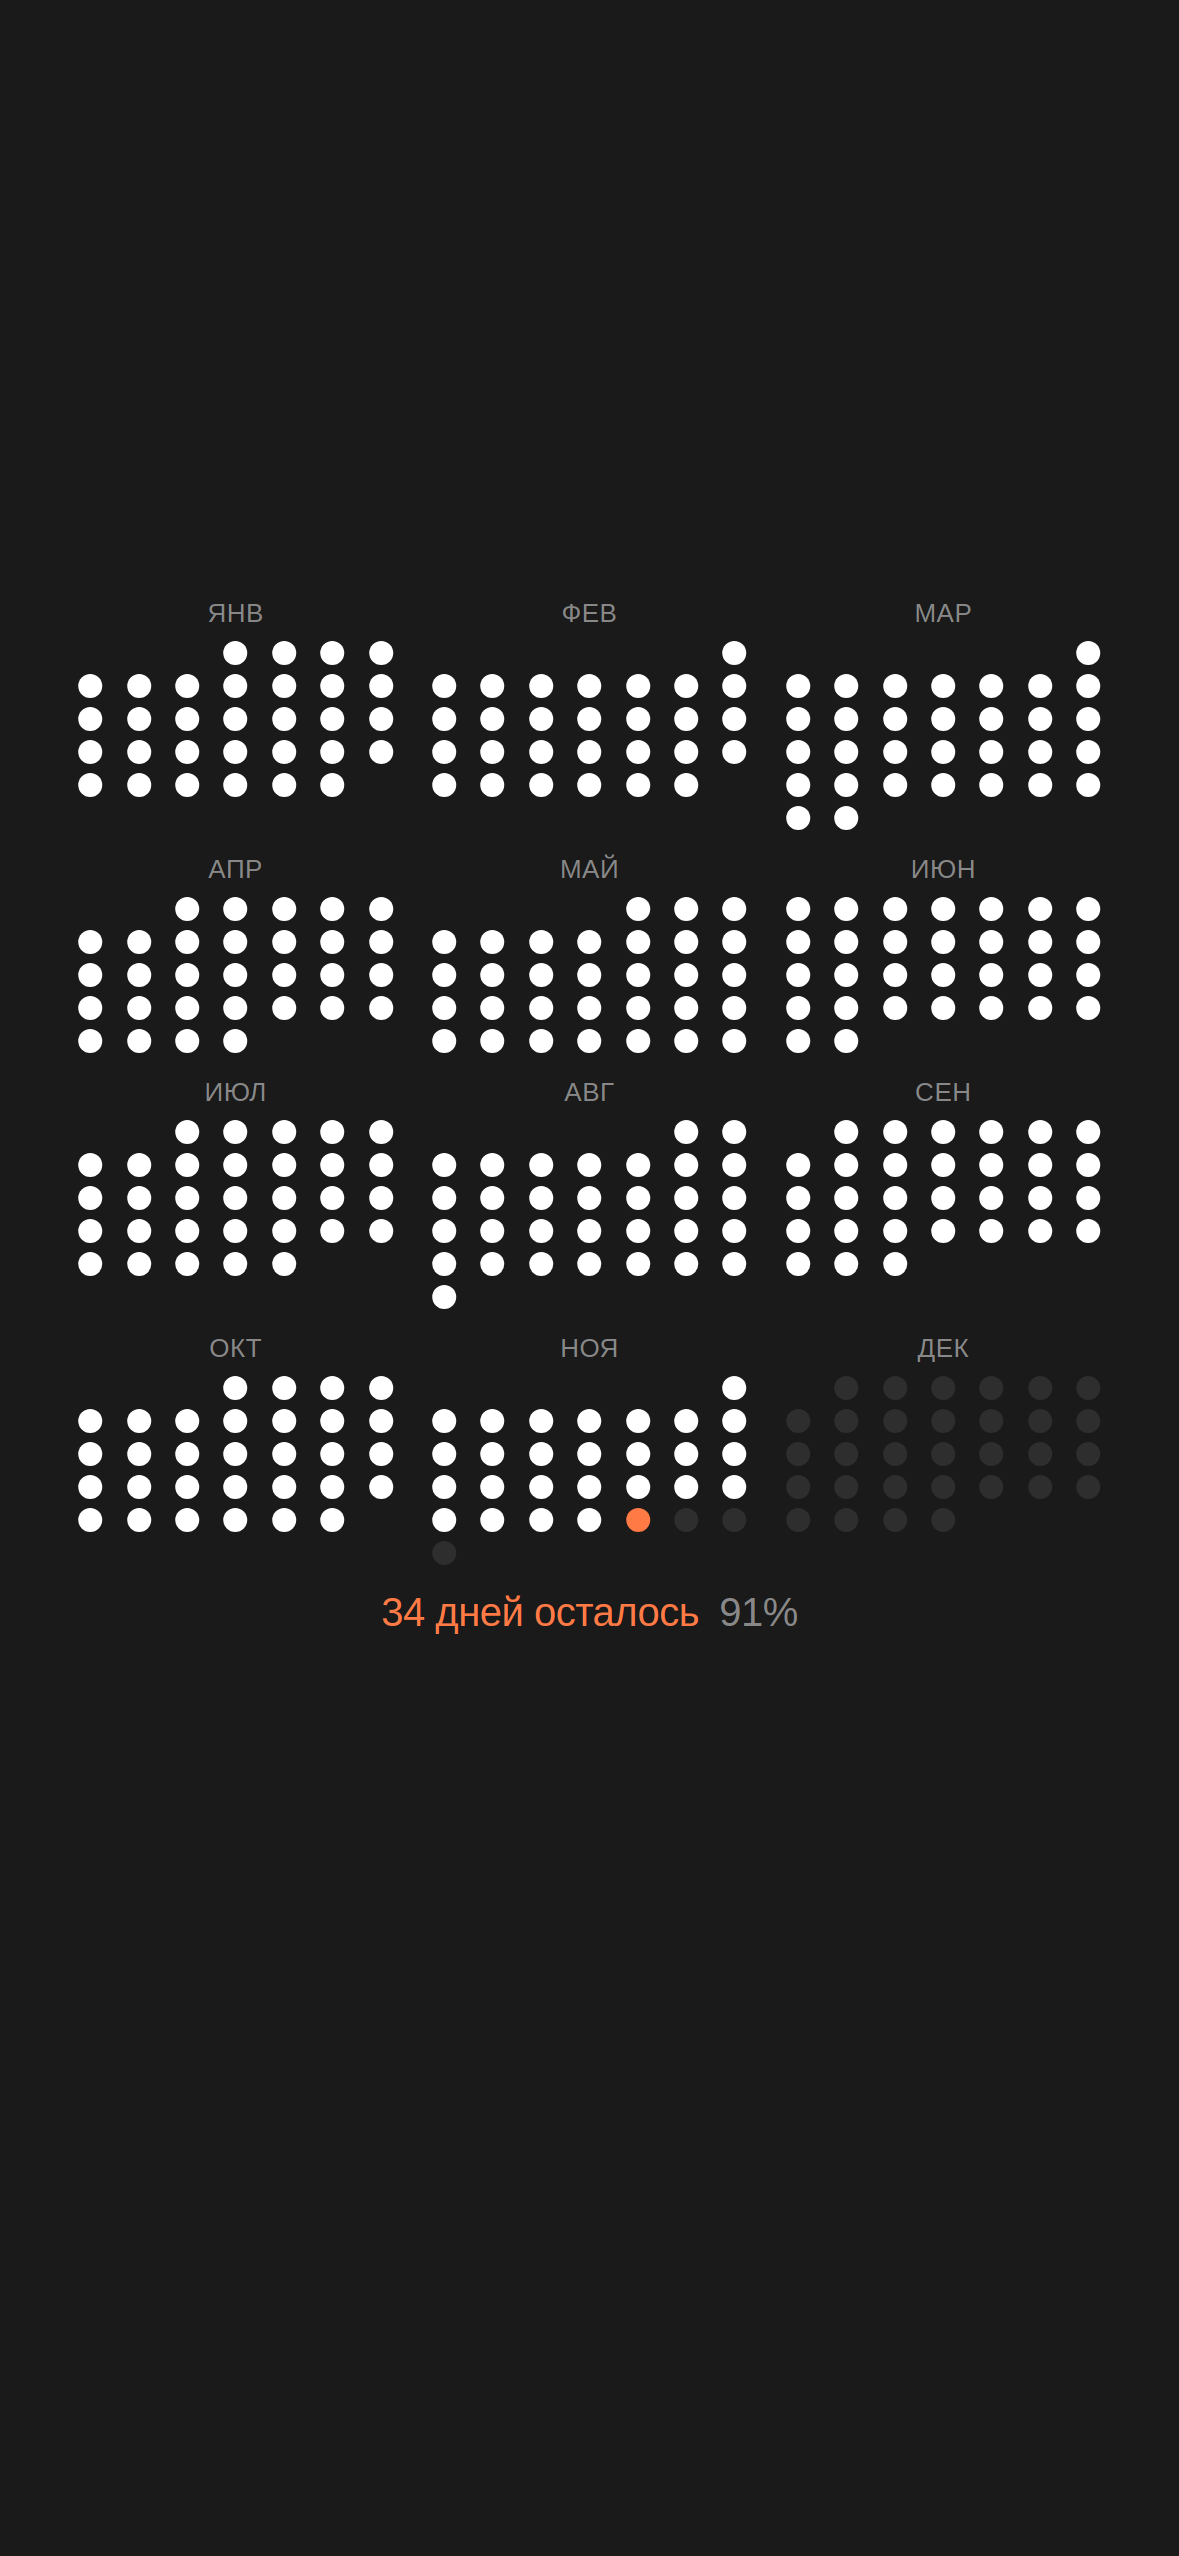 ЯНВ ФЕВ МАР
АПР МАЙ ИЮН
ИЮЛ АВГ СЕН
ОКТ НОЯ ДЕК
34 дней осталось 91%